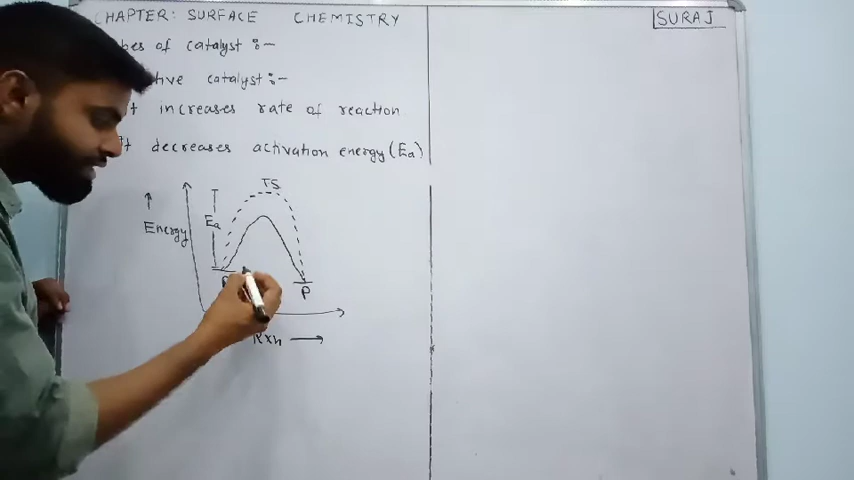 CHAPTER: SURFACE CHEMISTRY
SURAJ
of catalyst :-
catalyst :-
increases rate of reaction
It decreases activation energy (Ea)
TS
Ea
Energy
P
Rxn